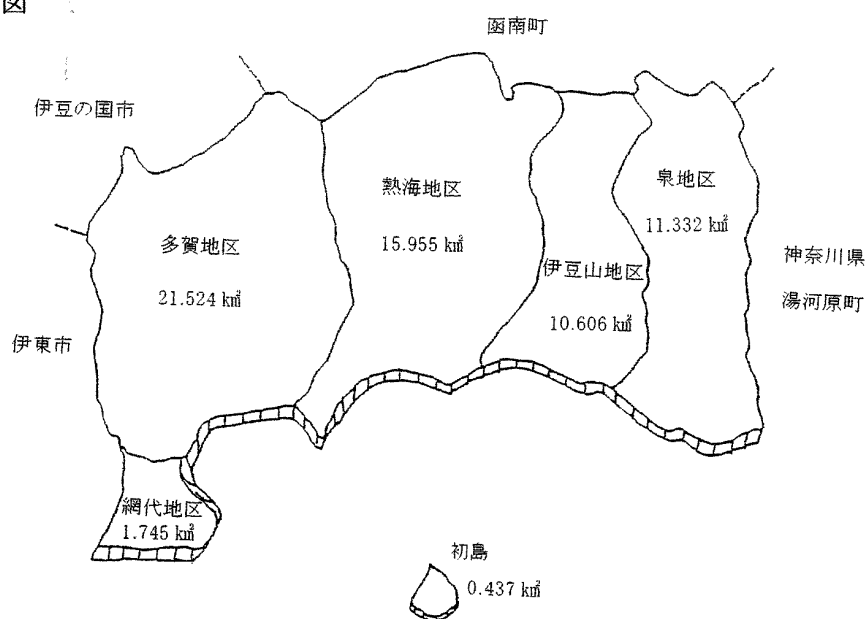 図
函南町
伊豆の国市
熱海地区
15.955 k㎡
泉地区
11.332 k㎡
多賀地区
21.524 k㎡
伊豆山地区
10.606 k㎡
神奈川県
湯河原町
伊東市
網代地区
1.745 k㎡
初島
0.437 k㎡